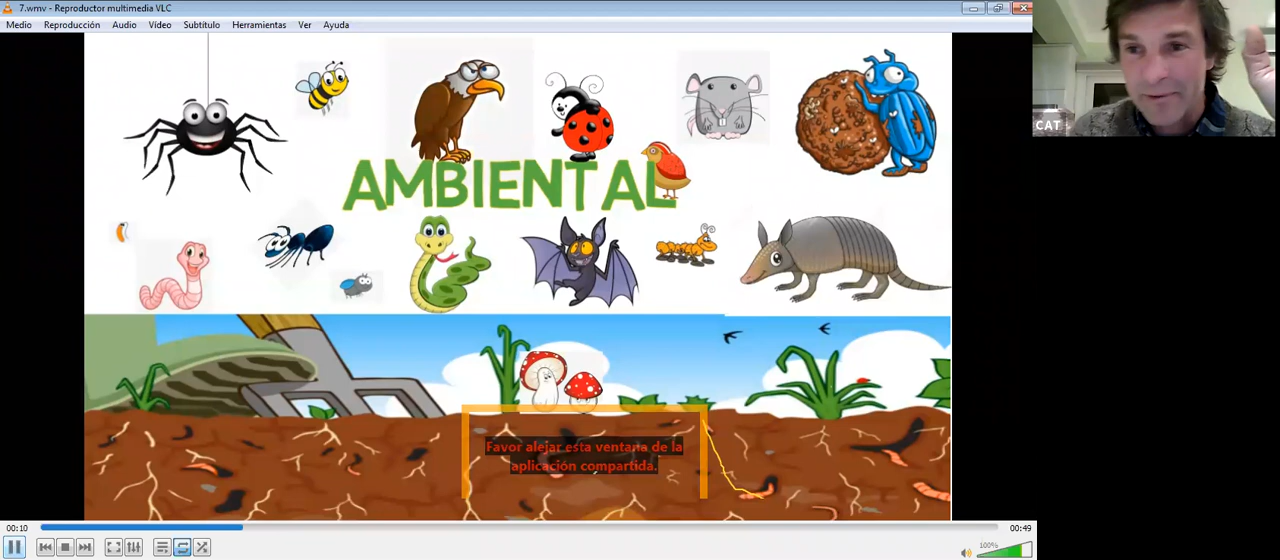 7.wmv - Reproductor multimedia VLC
Medio Reproducción Audio Vídeo Subtítulo Herramientas Ver Ayuda
CAT
AMBIENTAL
Favor alejar esta ventana de la
aplicación compartida.
00:10
00:49
100%